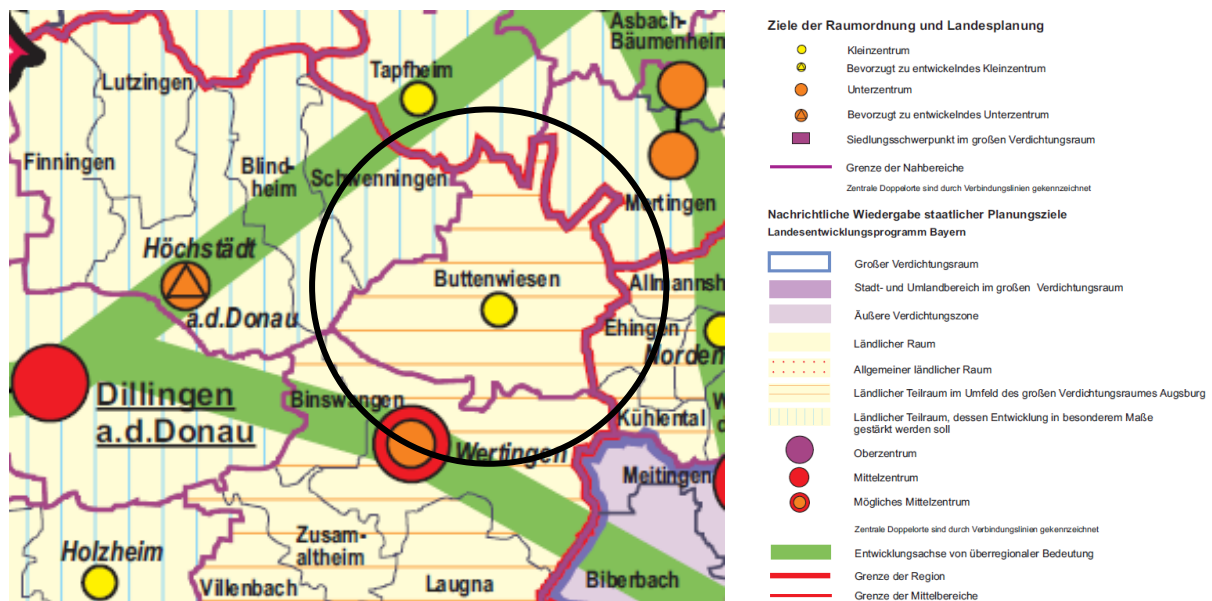 Asbach-
Bäumenheim
Tapfheim
Lutzingen
Finningen
Blind-
heim
Schwenningen
Mertingen
Höchstädt
a.d.Donau
Buttenwiesen
Allmannsh
Ehingen
Norden
Dillingen
a.d.Donau
Binswangen
Kühlental
W
d
Wertingen
Meitingen
Zusam-
altheim
Holzheim
Villenbach
Laugna
Biberbach
Ziele der Raumordnung und Landesplanung
Kleinzentrum
Bevorzugt zu entwickelndes Kleinzentrum
Unterzentrum
Bevorzugt zu entwickelndes Unterzentrum
Siedlungsschwerpunkt im großen Verdichtungsraum
Grenze der Nahbereiche
Zentrale Doppelorte sind durch Verbindungslinien gekennzeichnet
Nachrichtliche Wiedergabe staatlicher Planungsziele
Landesentwicklungsprogramm Bayern
Großer Verdichtungsraum
Stadt- und Umlandbereich im großen Verdichtungsraum
Äußere Verdichtungszone
Ländlicher Raum
Allgemeiner ländlicher Raum
Ländlicher Teilraum im Umfeld des großen Verdichtungsraumes Augsburg
Ländlicher Teilraum, dessen Entwicklung in besonderem Maße
gestärkt werden soll
Oberzentrum
Mittelzentrum
Mögliches Mittelzentrum
Zentrale Doppelorte sind durch Verbindungslinien gekennzeichnet
Entwicklungsachse von überregionaler Bedeutung
Grenze der Region
Grenze der Mittelbereiche